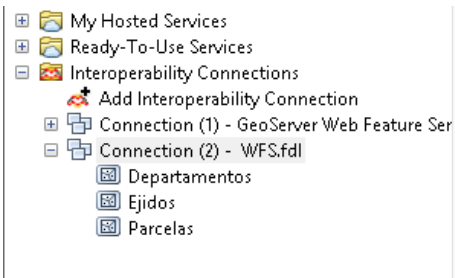 My Hosted Services
Ready-To-Use Services
Interoperability Connections
Add Interoperability Connection
Connection (1) - GeoServer Web Feature Ser
Connection (2) - WFS.fdl
Departamentos
Ejidos
Parcelas